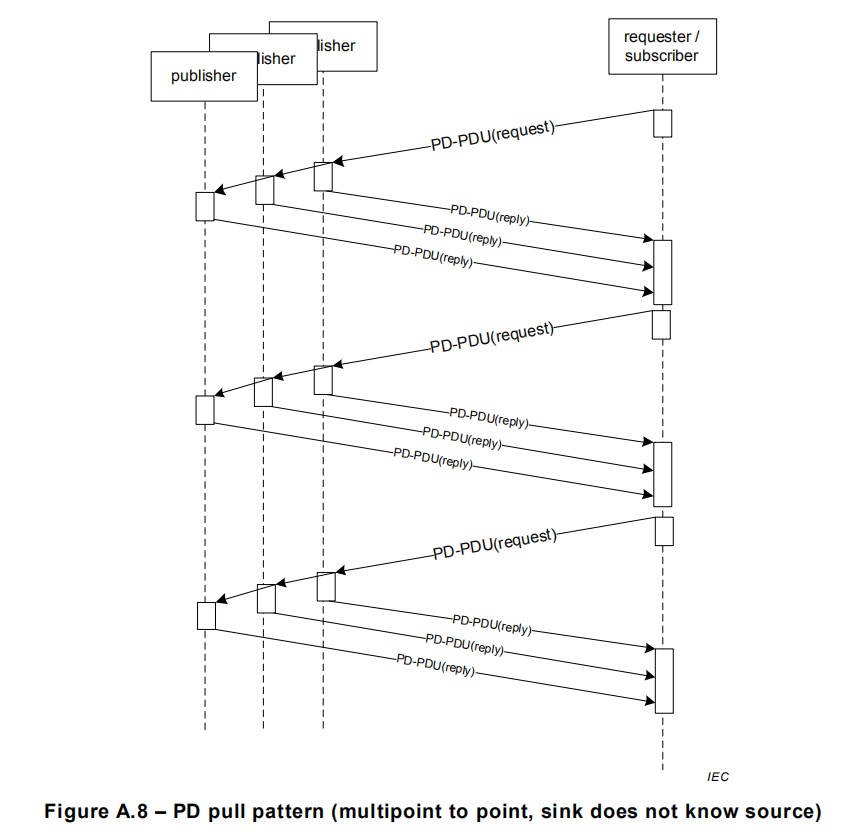 lisher
lisher
publisher
requester /
subscriber
PD-PDU(request)
PD-PDU(reply)
PD-PDU(reply)
PD-PDU(reply)
PD-PDU(request)
PD-PDU(reply)
PD-PDU(reply)
PD-PDU(reply)
PD-PDU(request)
PD-PDU(reply)
PD-PDU(reply)
PD-PDU(reply)
IEC
Figure A.8 – PD pull pattern (multipoint to point, sink does not know source)